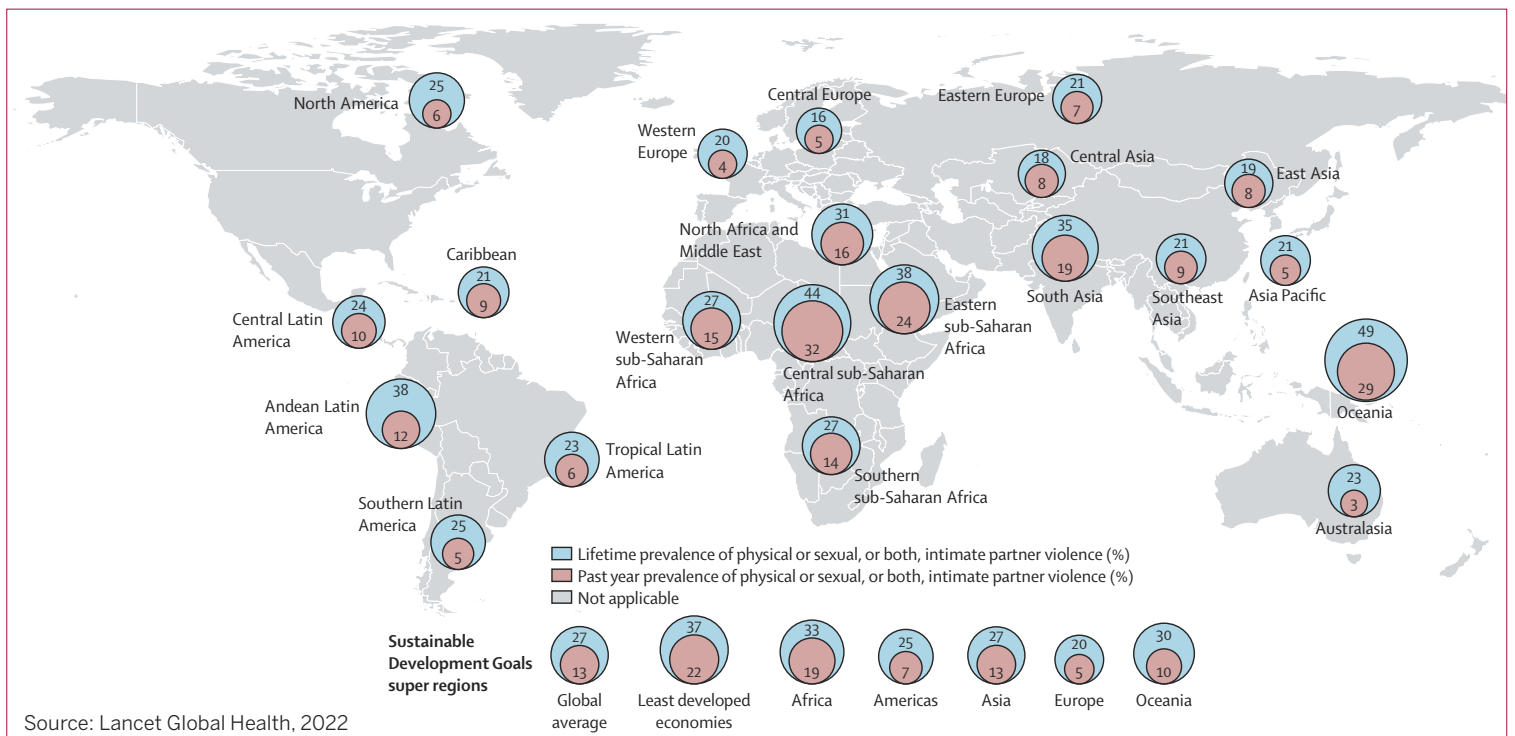 25
North America
6
Central Europe
16
5
Eastern Europe
21
7
Western
Europe
20
4
18
Central Asia
8
19
East Asia
8
North Africa and
Middle East
31
16
35
19
South Asia
21
9
Southeast
Asia
21
5
Asia Pacific
Caribbean
21
9
Central Latin
America
24
10
Western
sub-Saharan
Africa
27
15
44
32
Central sub-Saharan
Africa
38
24
Eastern
sub-Saharan
Africa
49
29
Oceania
Andean Latin
America
38
12
23
6
Tropical Latin
America
27
14
Southern
sub-Saharan Africa
23
3
Australasia
Southern Latin
America
25
5
Lifetime prevalence of physical or sexual, or both, intimate partner violence (%)
Past year prevalence of physical or sexual, or both, intimate partner violence (%)
Not applicable
Sustainable
Development Goals
super regions
27
13
Global
average
37
22
Least developed
economies
33
19
Africa
25
7
Americas
27
13
Asia
20
5
Europe
30
10
Oceania
Source: Lancet Global Health, 2022